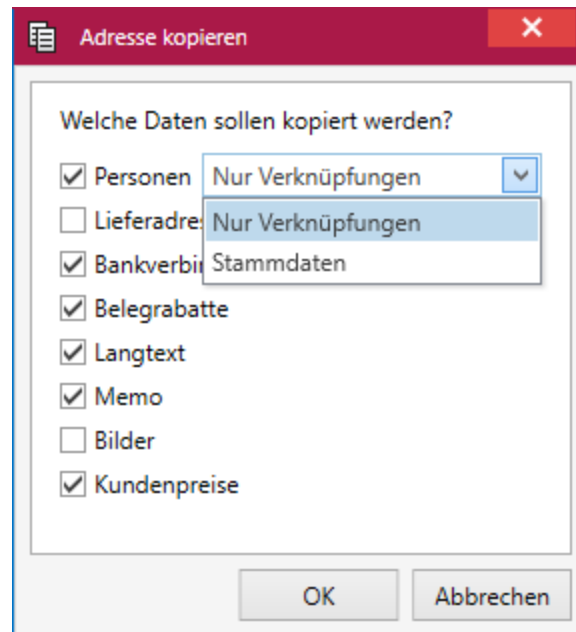 Adresse kopieren
Welche Daten sollen kopiert werden?
Personen Nur Verknüpfungen
Nur Verknüpfungen
Stammdaten
Belegrabatte
Langtext
Memo
Bilder
Kundenpreise
OK Abbrechen